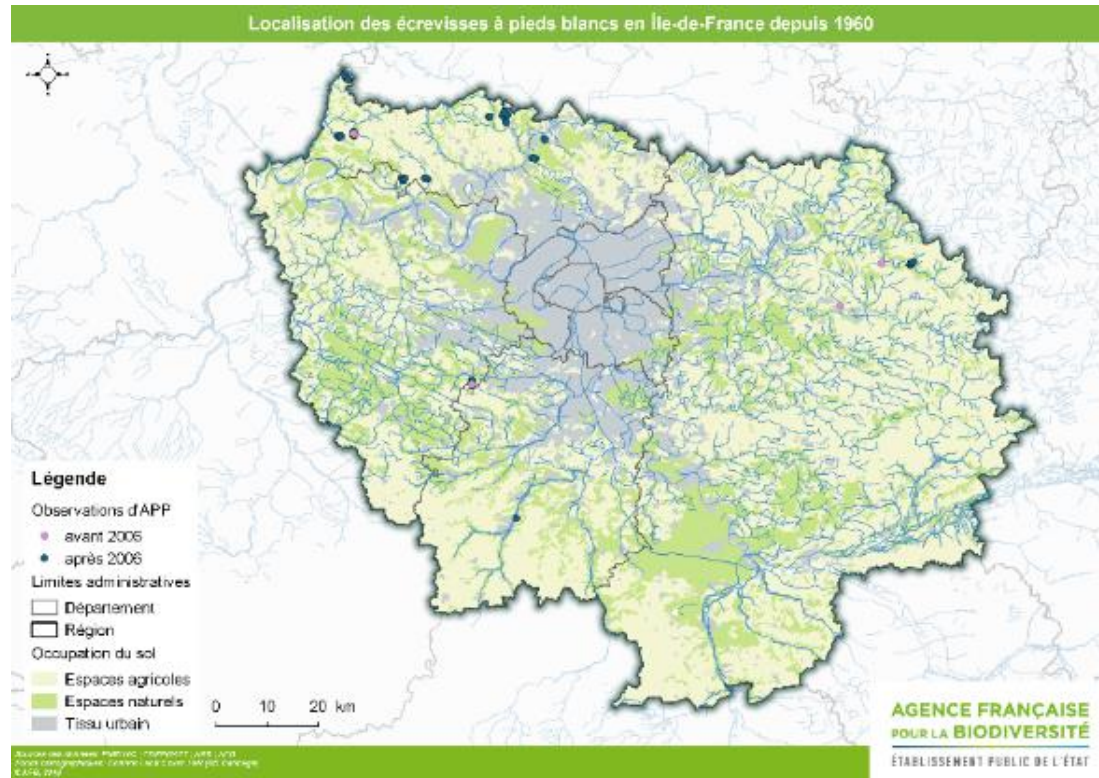 Localisation des écrevisses à pieds blancs en Île-de-France depuis 1960
Légende
Observations d'APP
avant 2006
après 2006
Limites administratives
Département
Région
Occupation du sol
Espaces agricoles
Espaces naturels
Tissu urbain
0 10 20 km
AGENCE FRANÇAISE
POUR LA BIODIVERSITÉ
ÉTABLISSEMENT PUBLIC DE L'ÉTAT